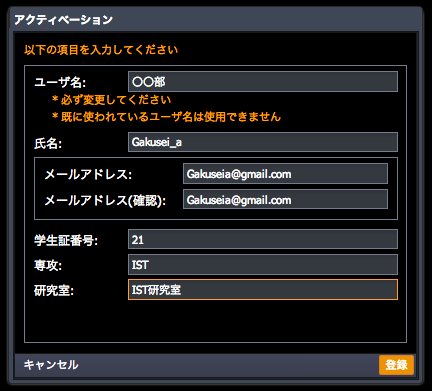 アクティベーション
以下の項目を入力してください
ユーザ名: 〇〇部
* 必ず変更してください
* 既に使われているユーザ名は使用できません
氏名: Gakusei_a
メールアドレス: Gakuseia@gmail.com
メールアドレス(確認): Gakuseia@gmail.com
学生証番号: 21
専攻: IST
研究室: IST研究室
キャンセル 登録